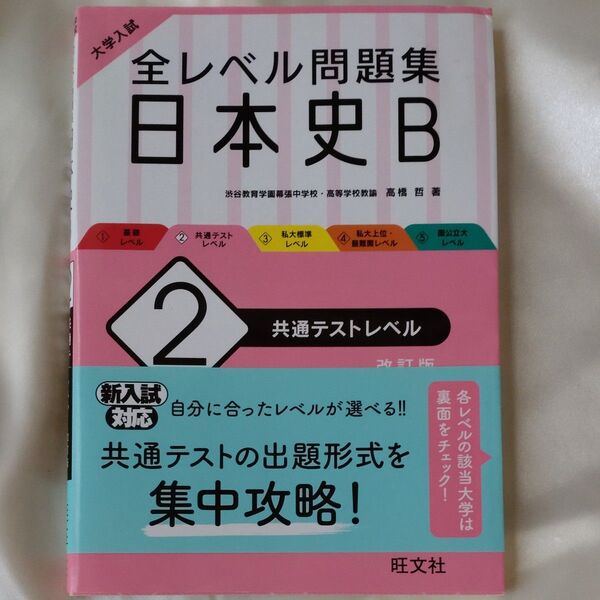 大学入試
全レベル問題集
日本史B
渋谷教育学園幕張中学校・高等学校教諭 高橋 哲 著
① 基礎レベル
② 共通テストレベル
③ 私大標準レベル
④ 私大上位・最難関レベル
⑤ 国公立大レベル
2
共通テストレベル
改訂版
新入試
対応
自分に合ったレベルが選べる!!
共通テストの出題形式を
集中攻略!
各レベルの該当大学は
裏面をチェック!
旺文社